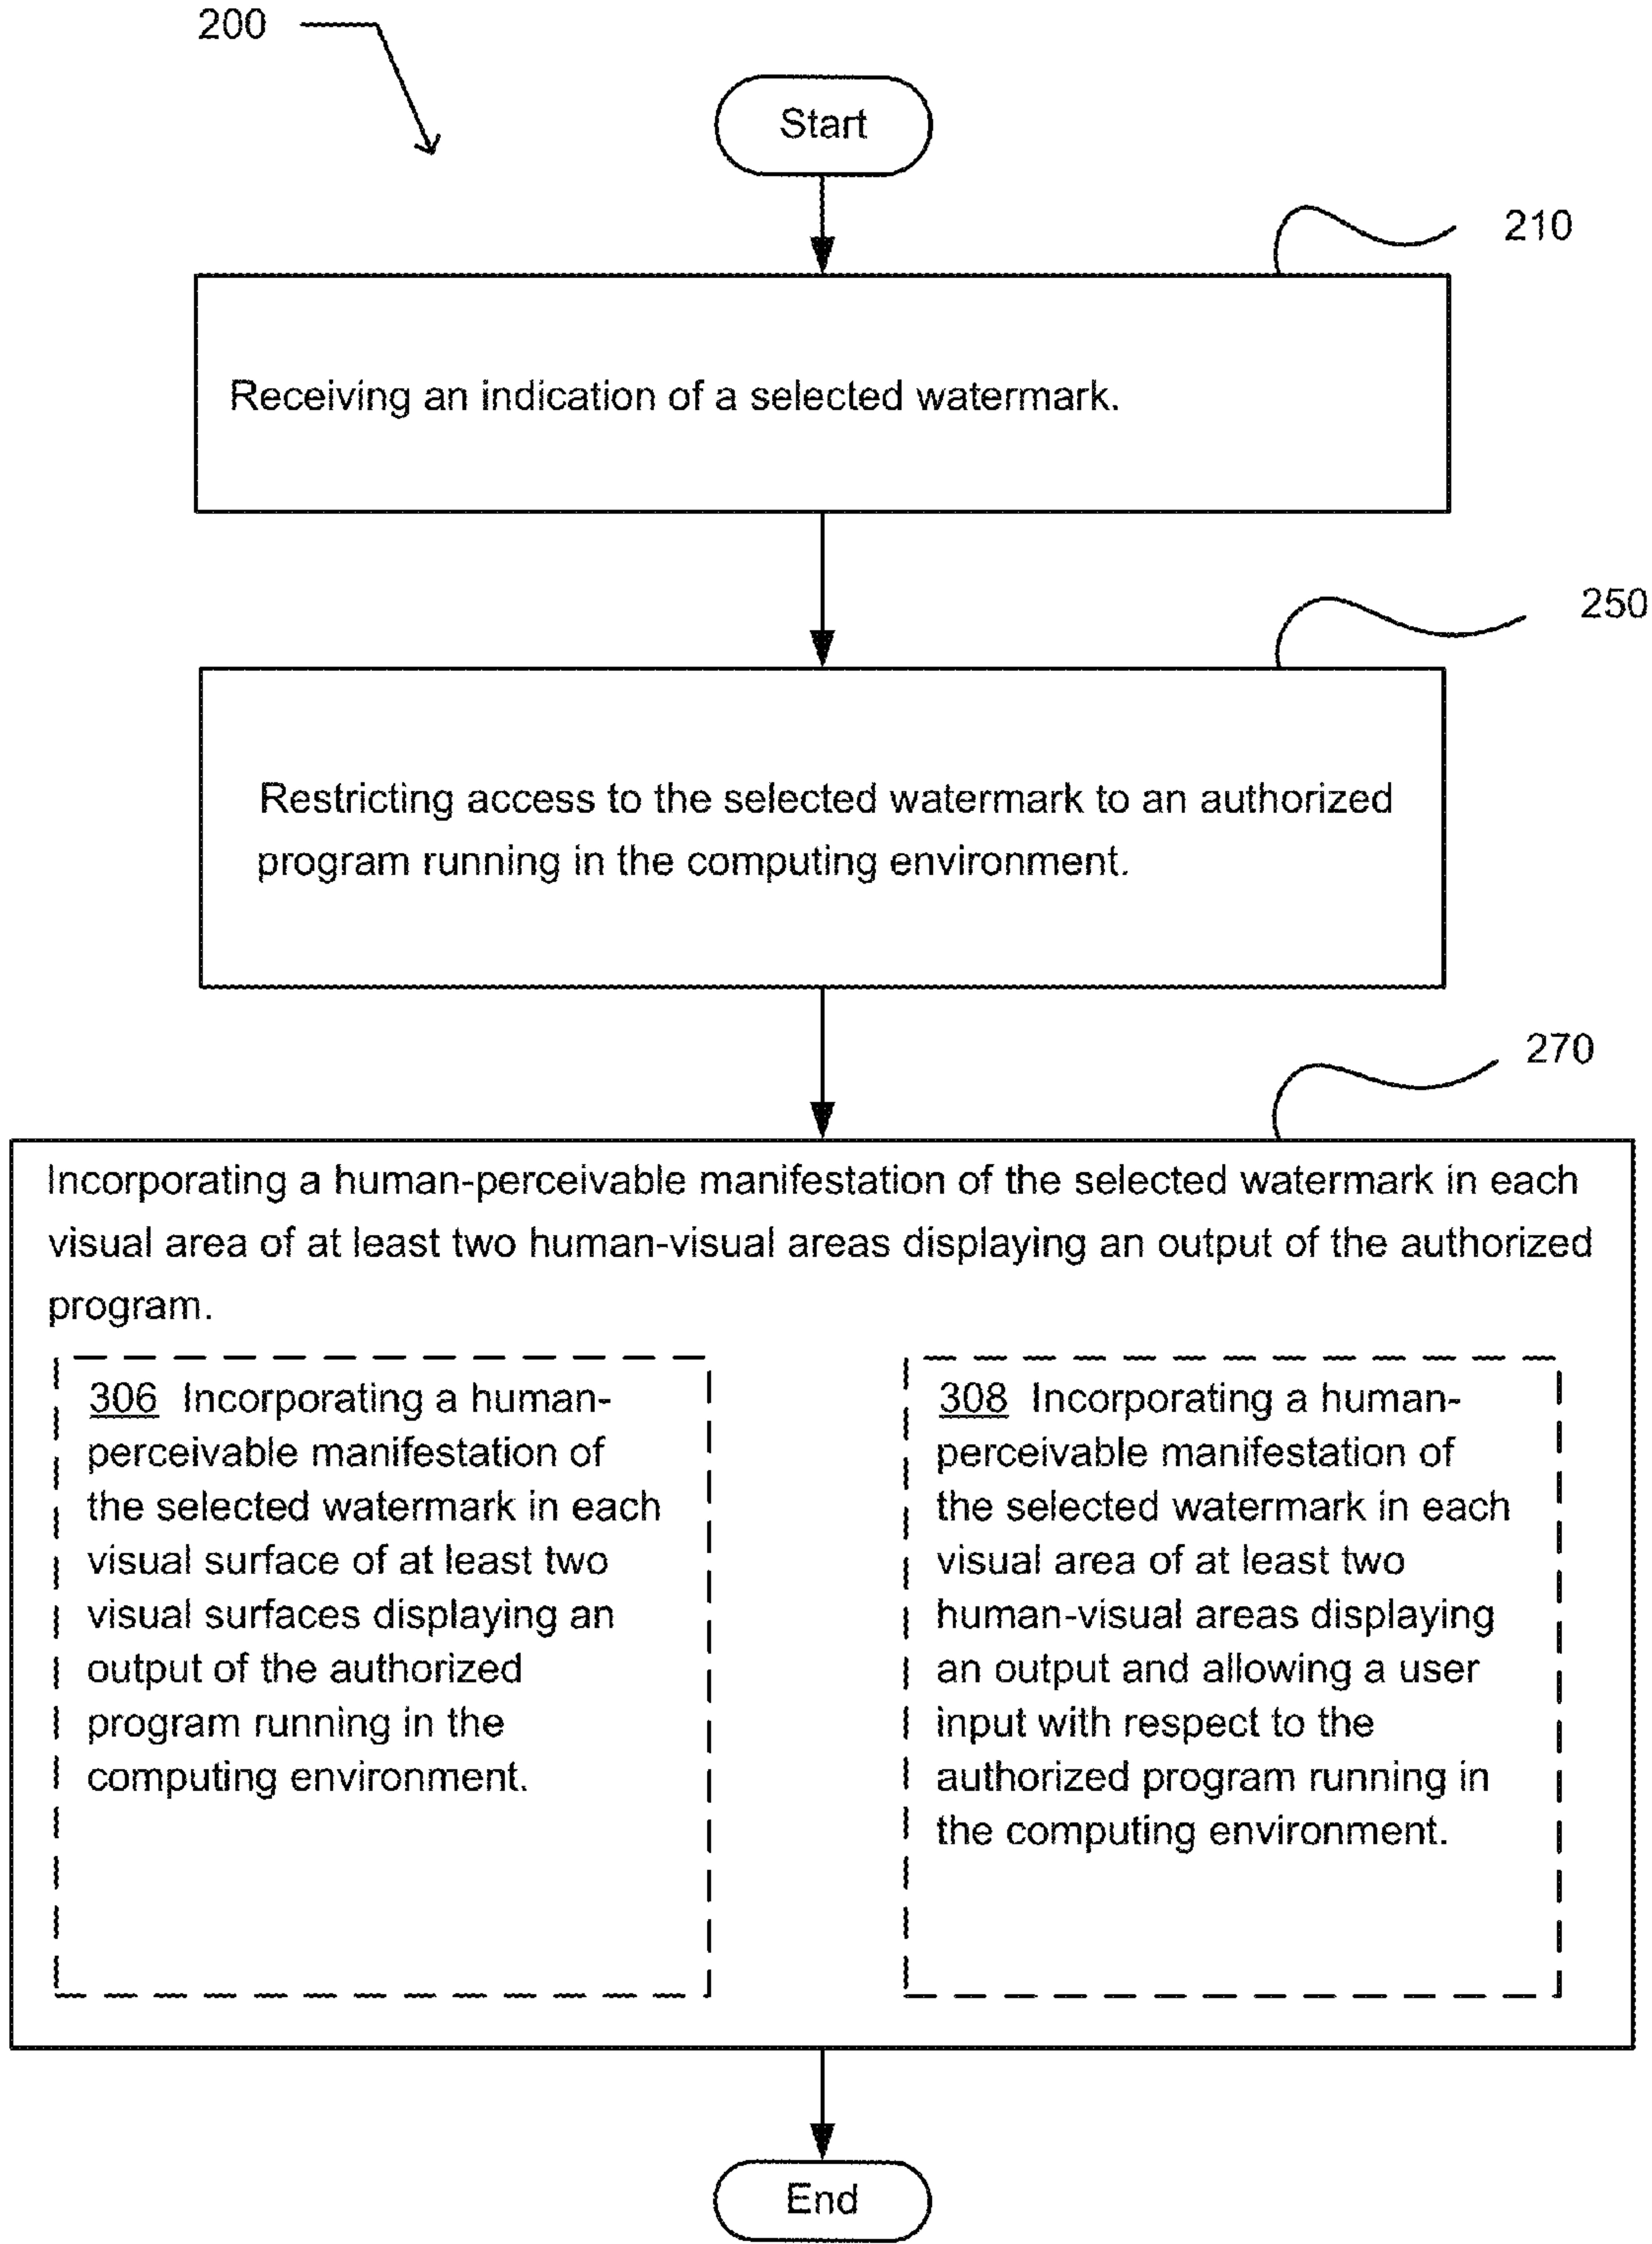 200
Start
210
Receiving an indication of a selected watermark.
250
Restricting access to the selected watermark to an authorized
program running in the computing environment.
270
Incorporating a human-perceivable manifestation of the selected watermark in each
visual area of at least two human-visual areas displaying an output of the authorized
program.
306 Incorporating a human-
perceivable manifestation of
the selected watermark in each
visual surface of at least two
visual surfaces displaying an
output of the authorized
program running in the
computing environment.
308 Incorporating a human-
perceivable manifestation of
the selected watermark in each
visual area of at least two
human-visual areas displaying
an output and allowing a user
input with respect to the
authorized program running in
the computing environment.
End